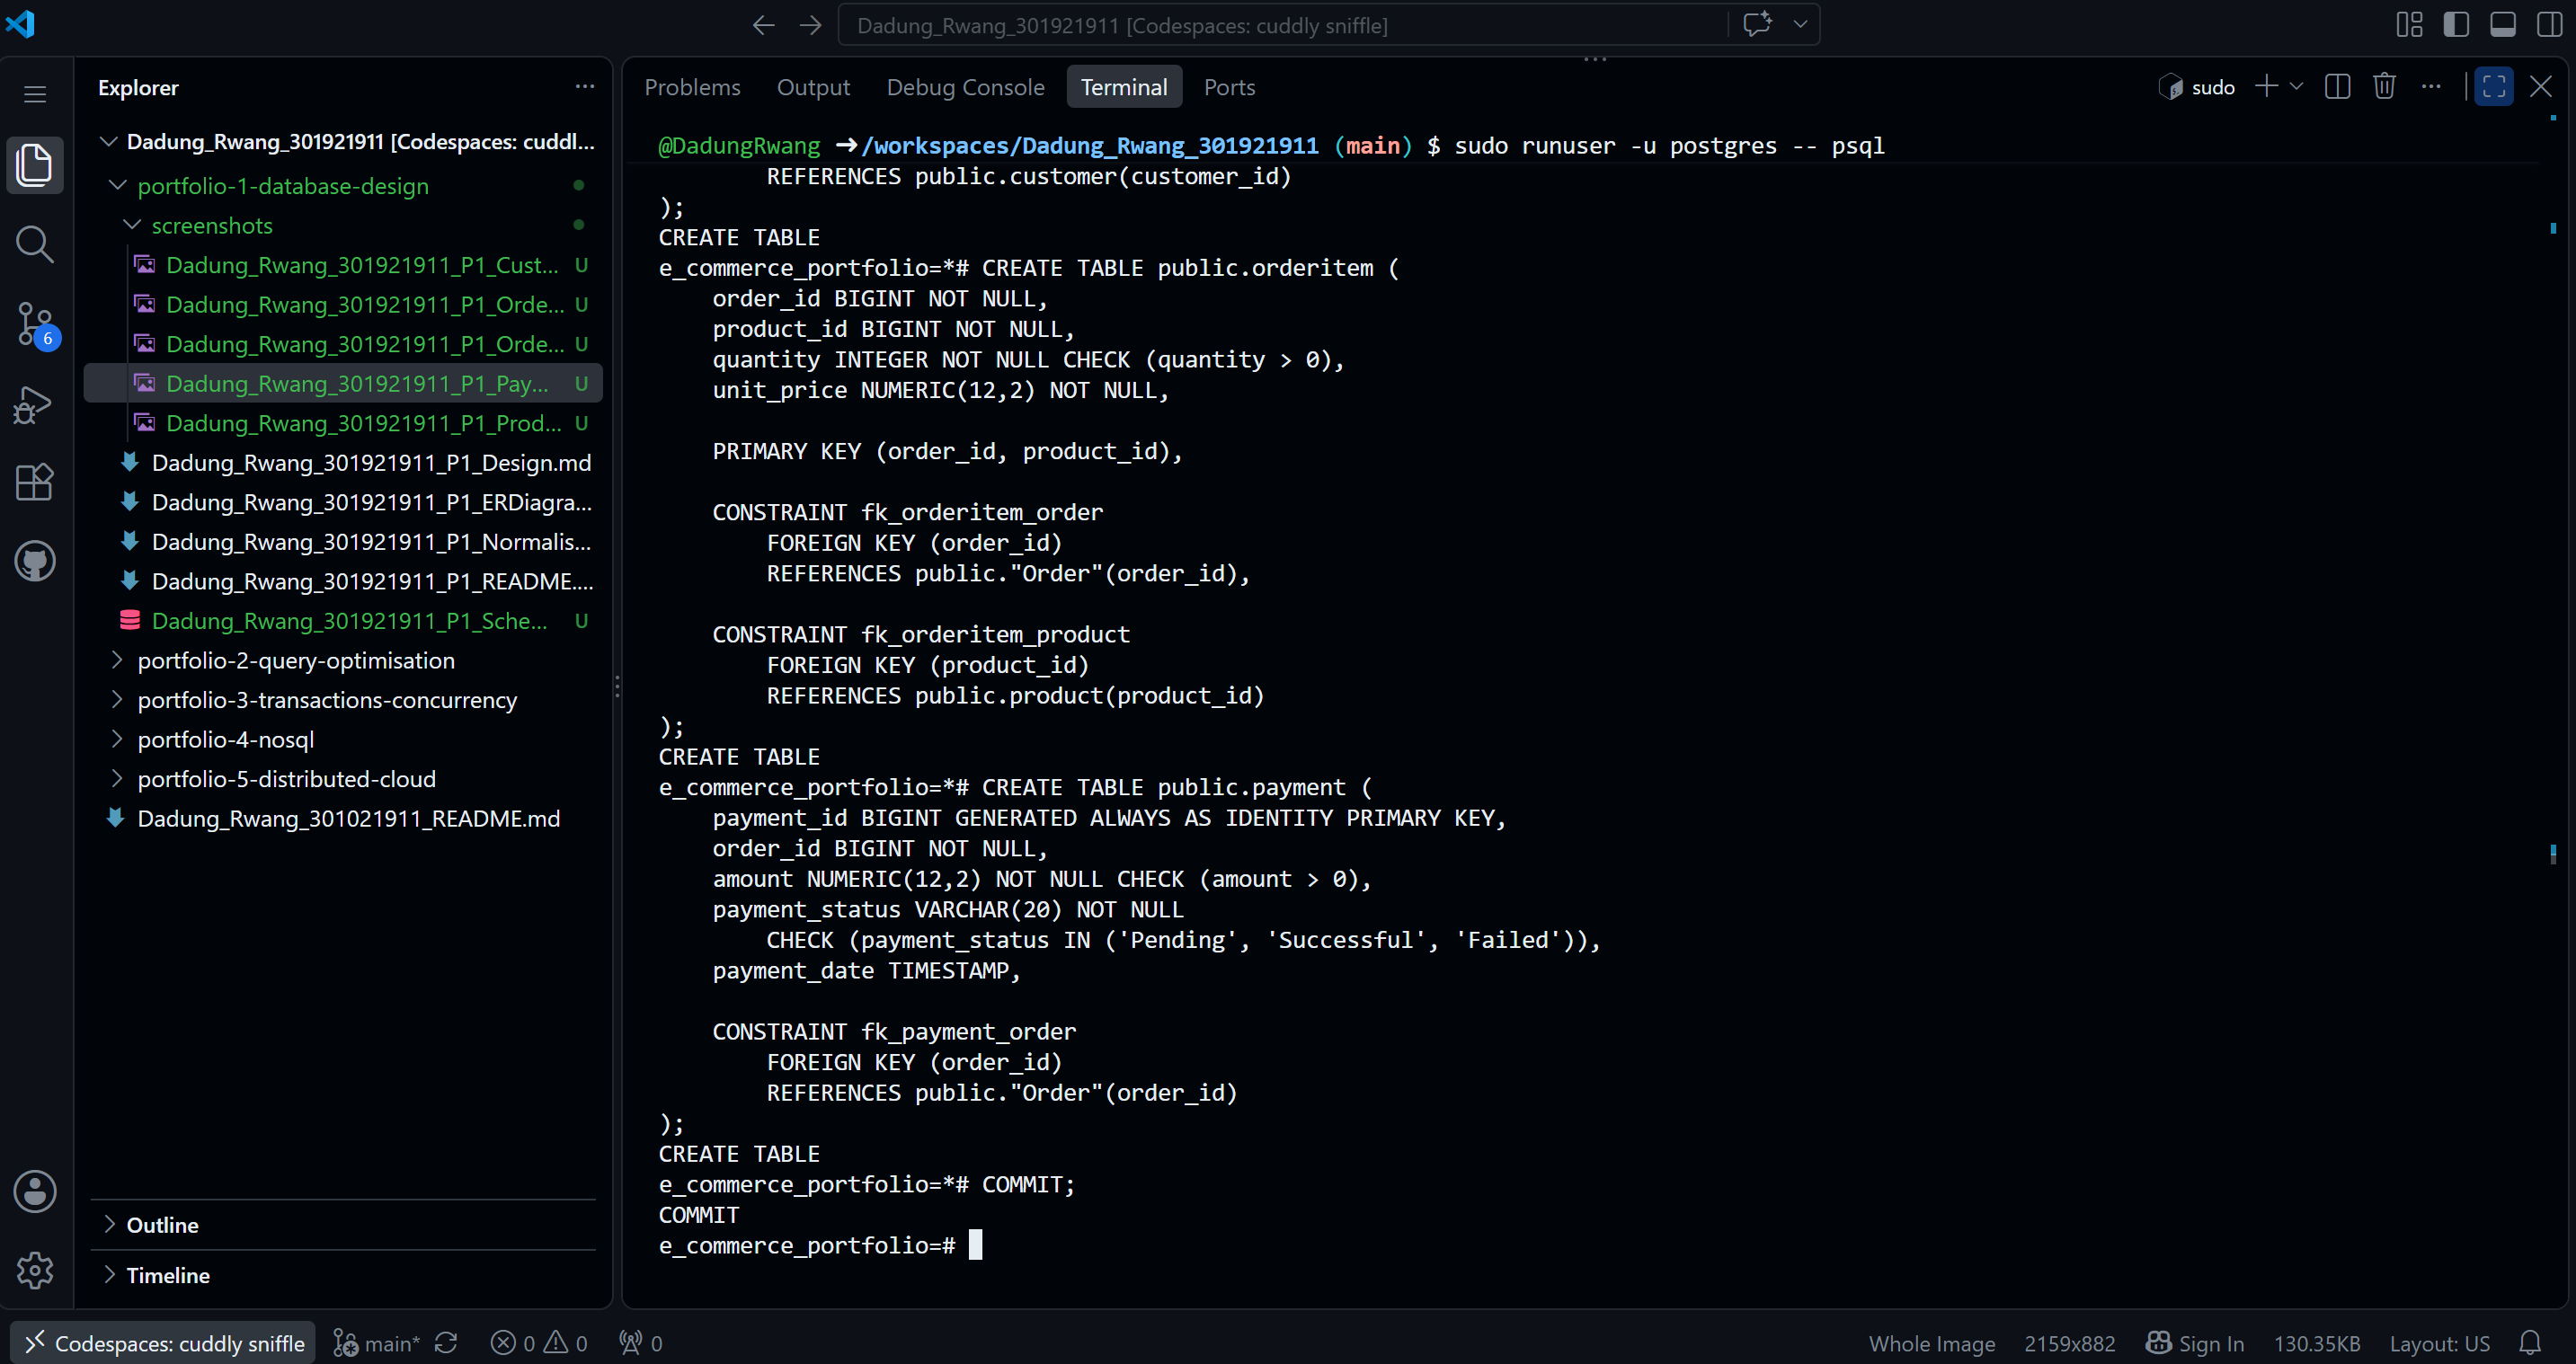 Dadung_Rwang_301921911 [Codespaces: cuddly sniffle]
Explorer
Dadung_Rwang_301921911 [Codespaces: cuddl...
portfolio-1-database-design
screenshots
Dadung_Rwang_301921911_P1_Cust... U
Dadung_Rwang_301921911_P1_Orde... U
Dadung_Rwang_301921911_P1_Orde... U
Dadung_Rwang_301921911_P1_Pay... U
Dadung_Rwang_301921911_P1_Prod... U
Dadung_Rwang_301921911_P1_Design.md
Dadung_Rwang_301921911_P1_ERDiagra...
Dadung_Rwang_301921911_P1_Normalis...
Dadung_Rwang_301921911_P1_README....
Dadung_Rwang_301921911_P1_Sche... U
portfolio-2-query-optimisation
portfolio-3-transactions-concurrency
portfolio-4-nosql
portfolio-5-distributed-cloud
Dadung_Rwang_301021911_README.md
6
Outline
Timeline
Problems Output Debug Console Terminal Ports
sudo
@DadungRwang ➜ /workspaces/Dadung_Rwang_301921911 (main) $ sudo runuser -u postgres -- psql
        REFERENCES public.customer(customer_id)
);
CREATE TABLE
e_commerce_portfolio=*# CREATE TABLE public.orderitem (
    order_id BIGINT NOT NULL,
    product_id BIGINT NOT NULL,
    quantity INTEGER NOT NULL CHECK (quantity > 0),
    unit_price NUMERIC(12,2) NOT NULL,
    PRIMARY KEY (order_id, product_id),
    CONSTRAINT fk_orderitem_order
        FOREIGN KEY (order_id)
        REFERENCES public."Order"(order_id),
    CONSTRAINT fk_orderitem_product
        FOREIGN KEY (product_id)
        REFERENCES public.product(product_id)
);
CREATE TABLE
e_commerce_portfolio=*# CREATE TABLE public.payment (
    payment_id BIGINT GENERATED ALWAYS AS IDENTITY PRIMARY KEY,
    order_id BIGINT NOT NULL,
    amount NUMERIC(12,2) NOT NULL CHECK (amount > 0),
    payment_status VARCHAR(20) NOT NULL
        CHECK (payment_status IN ('Pending', 'Successful', 'Failed')),
    payment_date TIMESTAMP,
    CONSTRAINT fk_payment_order
        FOREIGN KEY (order_id)
        REFERENCES public."Order"(order_id)
);
CREATE TABLE
e_commerce_portfolio=*# COMMIT;
COMMIT
e_commerce_portfolio=#
Codespaces: cuddly sniffle main* 0 0 0 Whole Image 2159x882 Sign In 130.35KB Layout: US